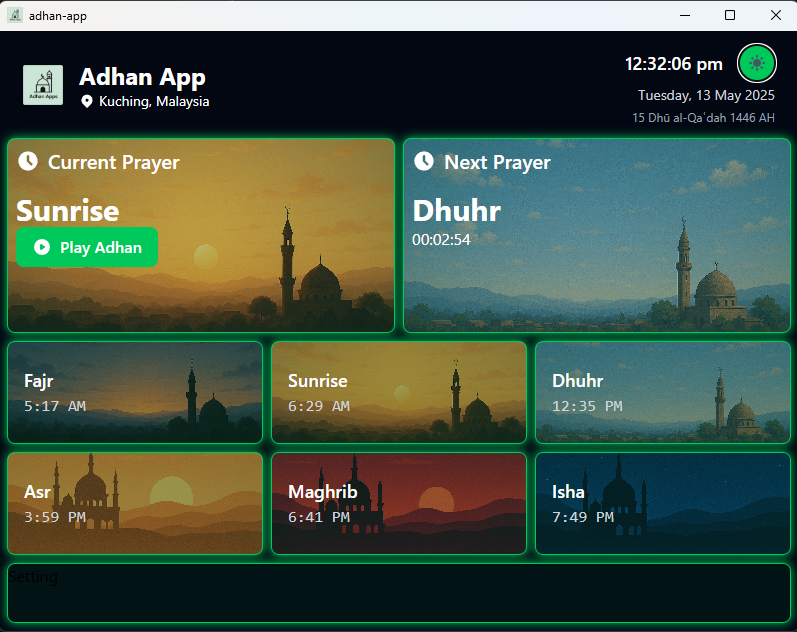 adhan-app
Adhan App
Kuching, Malaysia
12:32:06 pm
Tuesday, 13 May 2025
15 Dhū al-Qaʿdah 1446 AH
Adhan Apps
Current Prayer
Sunrise
Play Adhan
Next Prayer
Dhuhr
00:02:54
Fajr
5:17 AM
Sunrise
6:29 AM
Dhuhr
12:35 PM
Asr
3:59 PM
Maghrib
6:41 PM
Isha
7:49 PM
Setting